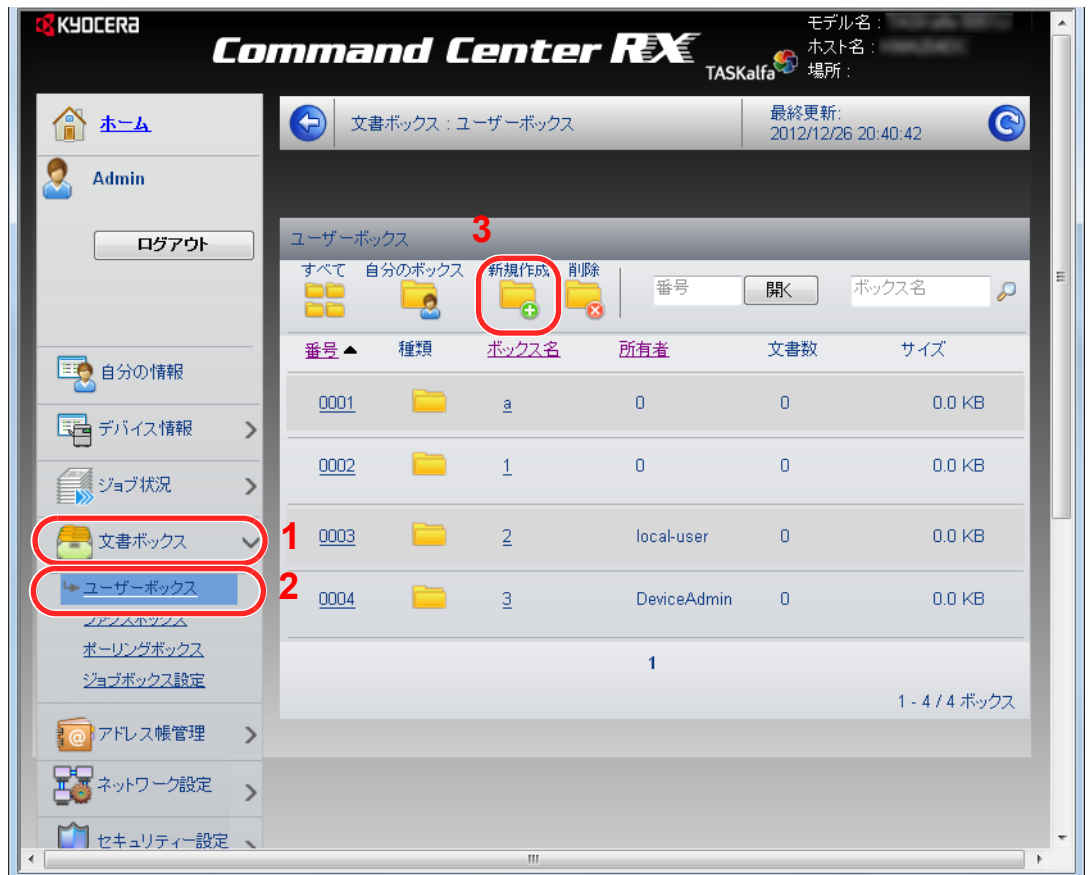 KYOCERA
Command Center RX
TASKalfa
モデル名 :
ホスト名 :
場所 :
ホーム
Admin
ログアウト
自分の情報
デバイス情報
ジョブ状況
文書ボックス 1
ユーザーボックス 2
ファクスボックス
ポーリングボックス
ジョブボックス設定
アドレス帳管理
ネットワーク設定
セキュリティー設定
文書ボックス : ユーザーボックス
最終更新:
2012/12/26 20:40:42
ユーザーボックス 3
すべて 自分のボックス 新規作成 削除
番号 開く ボックス名
番号 ▲ 種類 ボックス名 所有者 文書数 サイズ
0001 a 0 0 0.0 KB
0002 1 0 0 0.0 KB
0003 2 local-user 0 0.0 KB
0004 3 DeviceAdmin 0 0.0 KB
1
1 - 4 / 4 ボックス